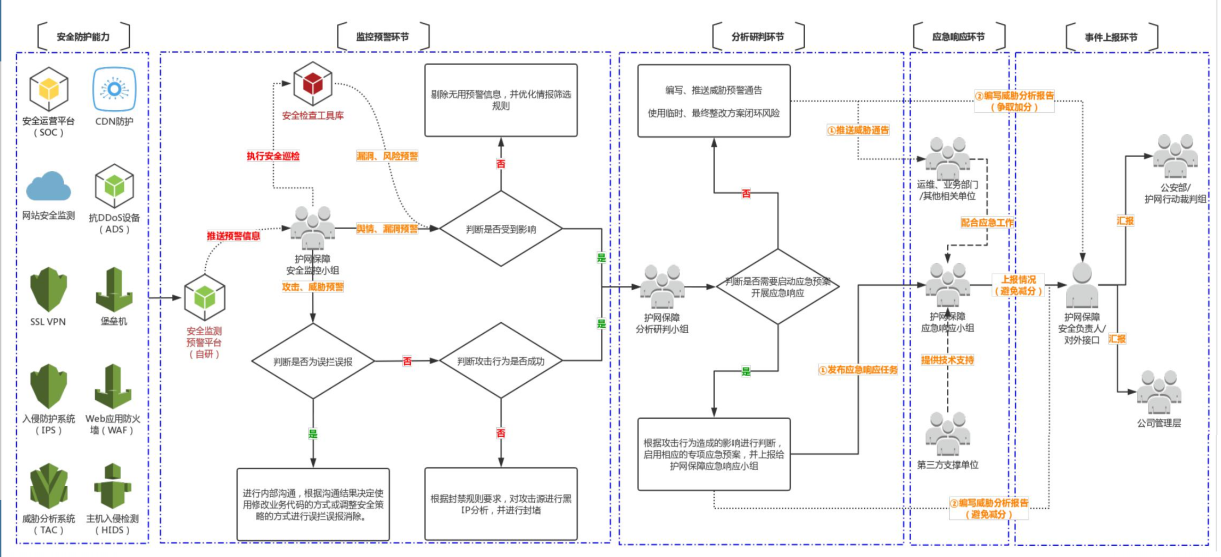 安全防护能力
监控预警环节
分析研判环节
应急响应环节
事件上报环节
安全运营平台
（SOC）
CDN防护
网站安全监测
抗DDoS设备
（ADS）
SSL VPN
堡垒机
入侵防护系统
（IPS）
Web应用防火
墙（WAF）
威胁分析系统
（TAC）
主机入侵检测
（HIDS）
安全检查工具库
执行安全巡检
漏洞、风险预警
推送预警信息
护网保障
安全监控小组
舆情、漏洞预警
攻击、威胁预警
安全监测
预警平台
（自研）
剔除无用预警信息，并优化情报筛选
规则
否
判断是否受到影响
是
判断是否为误拦误报
否
判断攻击行为是否成功
是
是
否
进行内部沟通，根据沟通结果决定使
用修改业务代码的方式或调整安全策
略的方式进行误拦误报消除。
根据封禁规则要求，对攻击源进行黑
IP分析，并进行封堵
编写、推送威胁预警通告
使用临时、最终整改方案闭环风险
否
护网保障
分析研判小组
判断是否需要启动应急预案
开展应急响应
是
根据攻击行为造成的影响进行判断，
启用相应的专项应急预案，并上报给
护网保障应急响应小组
①推送威胁通告
①发布应急响应任务
运维、业务部门
/其他相关单位
配合应急工作
护网保障
应急响应小组
提供技术支持
第三方支撑单位
②编写威胁分析报告
（争取加分）
上报情况
（避免减分）
②编写威胁分析报告
（避免减分）
护网保障
安全负责人/
对外接口
汇报
公安部/
护网行动裁判组
汇报
公司管理层